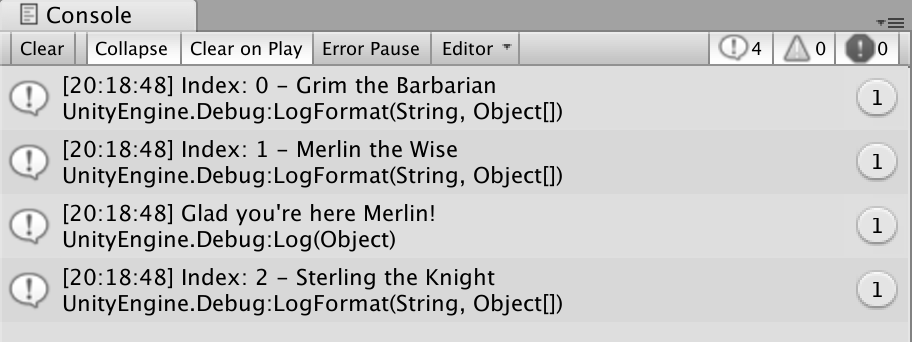 Console
Clear Collapse Clear on Play Error Pause Editor 4 0 0
[20:18:48] Index: 0 – Grim the Barbarian
UnityEngine.Debug:LogFormat(String, Object[])
1
[20:18:48] Index: 1 – Merlin the Wise
UnityEngine.Debug:LogFormat(String, Object[])
1
[20:18:48] Glad you're here Merlin!
UnityEngine.Debug:Log(Object)
1
[20:18:48] Index: 2 – Sterling the Knight
UnityEngine.Debug:LogFormat(String, Object[])
1